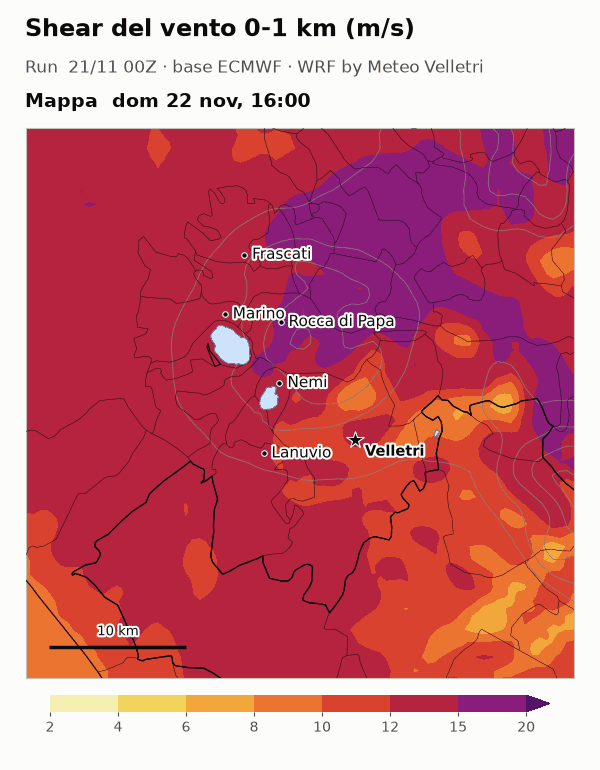 Shear del vento 0-1 km (m/s)
Run  21/11 00Z · base ECMWF · WRF by Meteo Velletri
Mappa  dom 22 nov, 16:00
Frascati
Marino
Rocca di Papa
Nemi
Velletri
Lanuvio
10 km
2 4 6 8 10 12 15 20